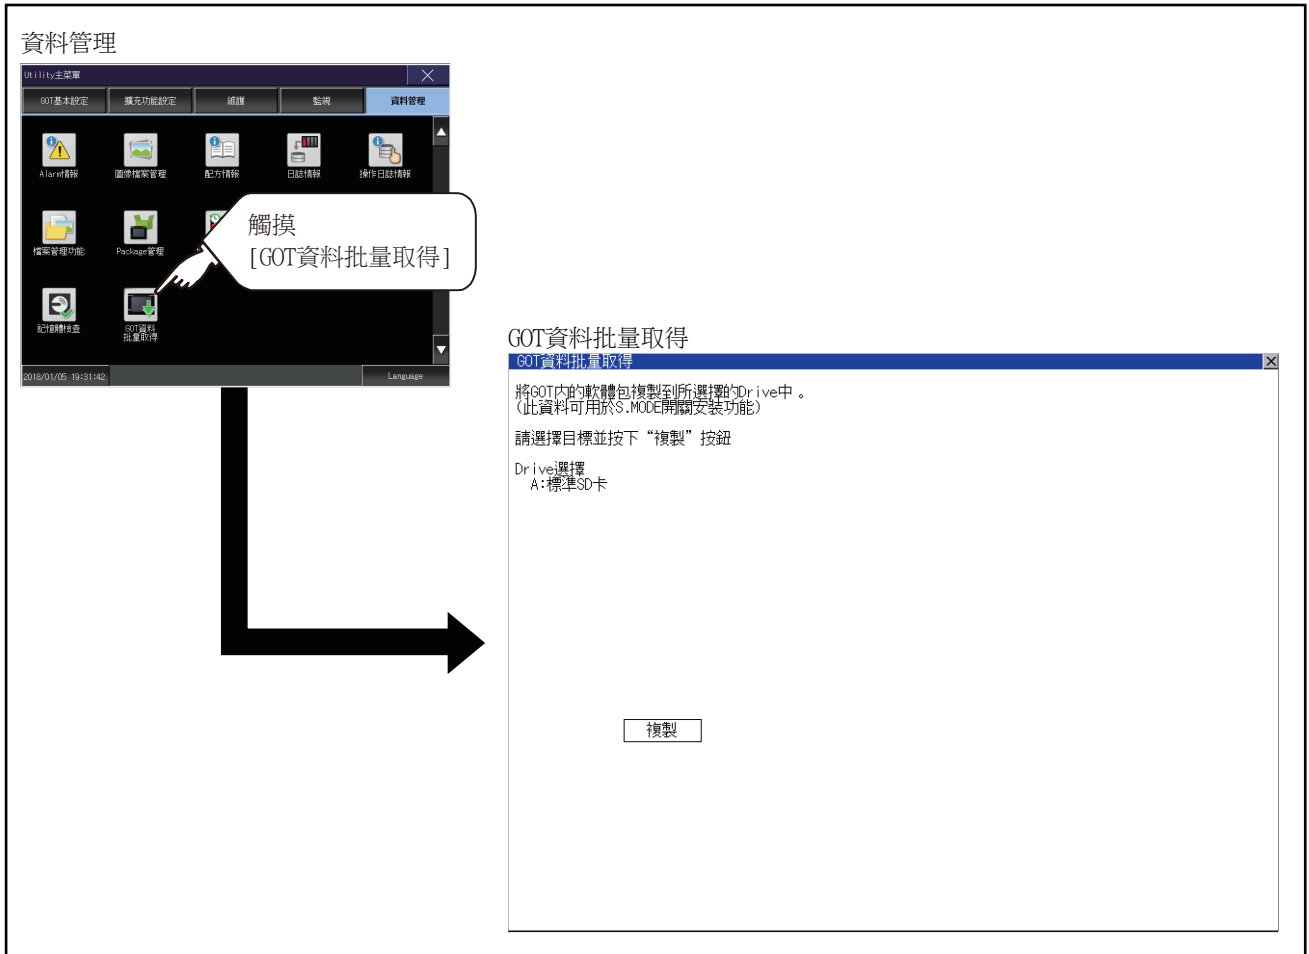 資料管理
Utility主菜單
GOT基本設定 擴充功能設定 維護 監視 資料管理
Alarm情報 圖像檔案管理 配方情報 日誌情報 操作日誌情報
觸摸
[GOT資料批量取得]
檔案管理功能 Package管理
記憶體檢查 GOT資料
批量取得
2018/01/05 19:31:42 Language
GOT資料批量取得
GOT資料批量取得
將GOT内的軟體包複製到所選擇的Drive中。
(此資料可用於S.MODE開關安裝功能)
請選擇目標並按下“複製”按鈕
Drive選擇
A:標準SD卡
複製